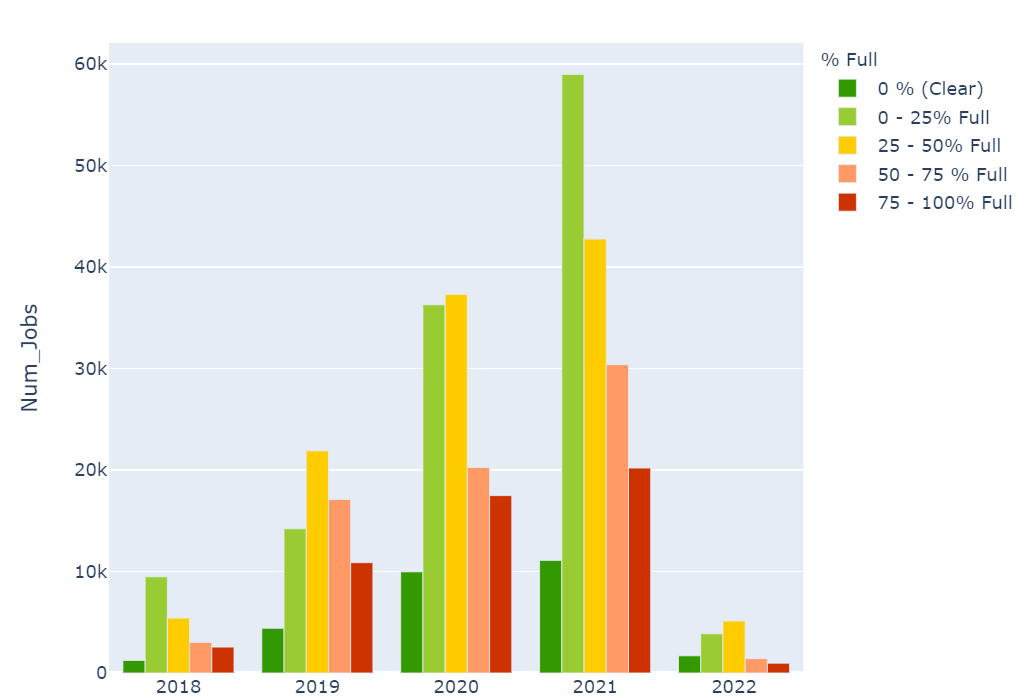 60k
50k
40k
30k
20k
10k
0
Num_Jobs
2018
2019
2020
2021
2022
% Full
0 % (Clear)
0 - 25% Full
25 - 50% Full
50 - 75 % Full
75 - 100% Full